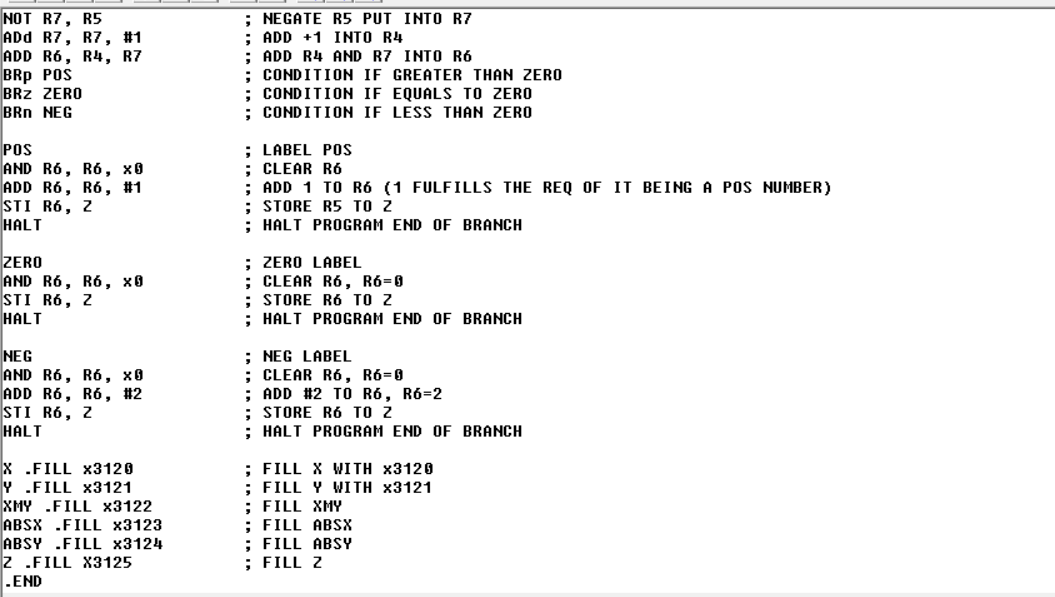 NOT R7, R5 ; NEGATE R5 PUT INTO R7
ADd R7, R7, #1 ; ADD +1 INTO R4
ADD R6, R4, R7 ; ADD R4 AND R7 INTO R6
BRp POS ; CONDITION IF GREATER THAN ZERO
BRz ZERO ; CONDITION IF EQUALS TO ZERO
BRn NEG ; CONDITION IF LESS THAN ZERO
POS ; LABEL POS
AND R6, R6, x0 ; CLEAR R6
ADD R6, R6, #1 ; ADD 1 TO R6 (1 FULFILLS THE REQ OF IT BEING A POS NUMBER)
STI R6, Z ; STORE R5 TO Z
HALT ; HALT PROGRAM END OF BRANCH
ZERO ; ZERO LABEL
AND R6, R6, x0 ; CLEAR R6, R6=0
STI R6, Z ; STORE R6 TO Z
HALT ; HALT PROGRAM END OF BRANCH
NEG ; NEG LABEL
AND R6, R6, x0 ; CLEAR R6, R6=0
ADD R6, R6, #2 ; ADD #2 TO R6, R6=2
STI R6, Z ; STORE R6 TO Z
HALT ; HALT PROGRAM END OF BRANCH
X .FILL x3120 ; FILL X WITH x3120
Y .FILL x3121 ; FILL Y WITH x3121
XMY .FILL x3122 ; FILL XMY
ABSX .FILL x3123 ; FILL ABSX
ABSY .FILL x3124 ; FILL ABSY
Z .FILL X3125 ; FILL Z
.END